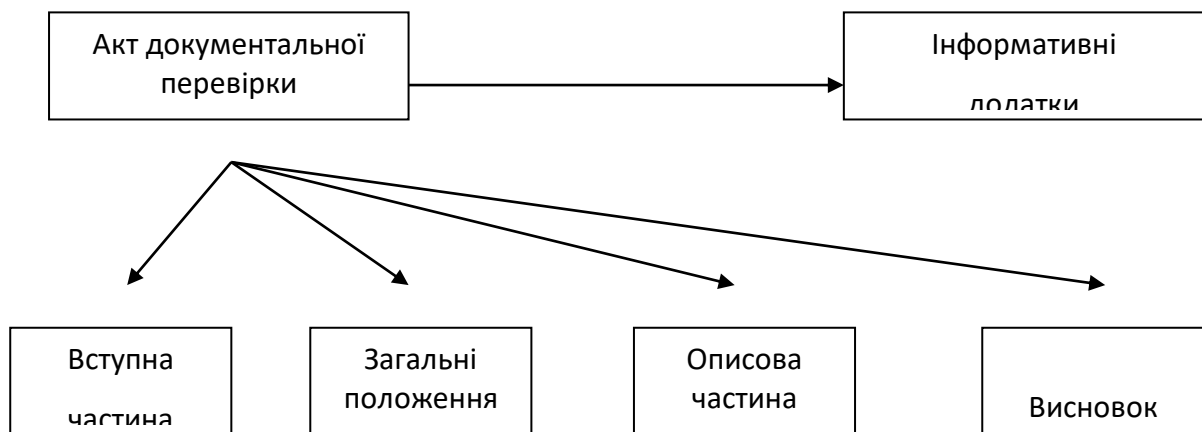 Акт документальної
перевірки
Інформативні
додатки
Вступна
частина
Загальні
положення
Описова
частина
Висновок